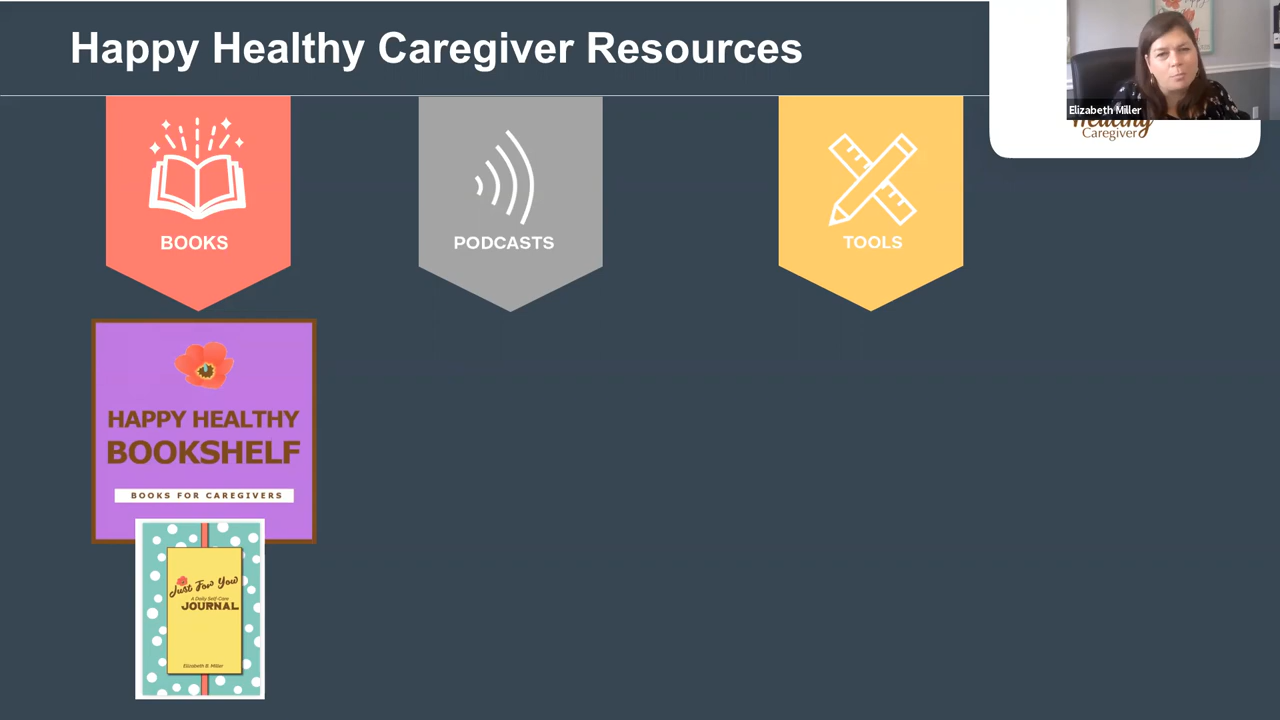 Happy Healthy Caregiver Resources
Elizabeth Miller
Healthy
Caregiver
BOOKS
PODCASTS
TOOLS
HAPPY HEALTHY
BOOKSHELF
BOOKS FOR CAREGIVERS
Just For You
A Daily Self-Care
JOURNAL
Elizabeth B. Miller